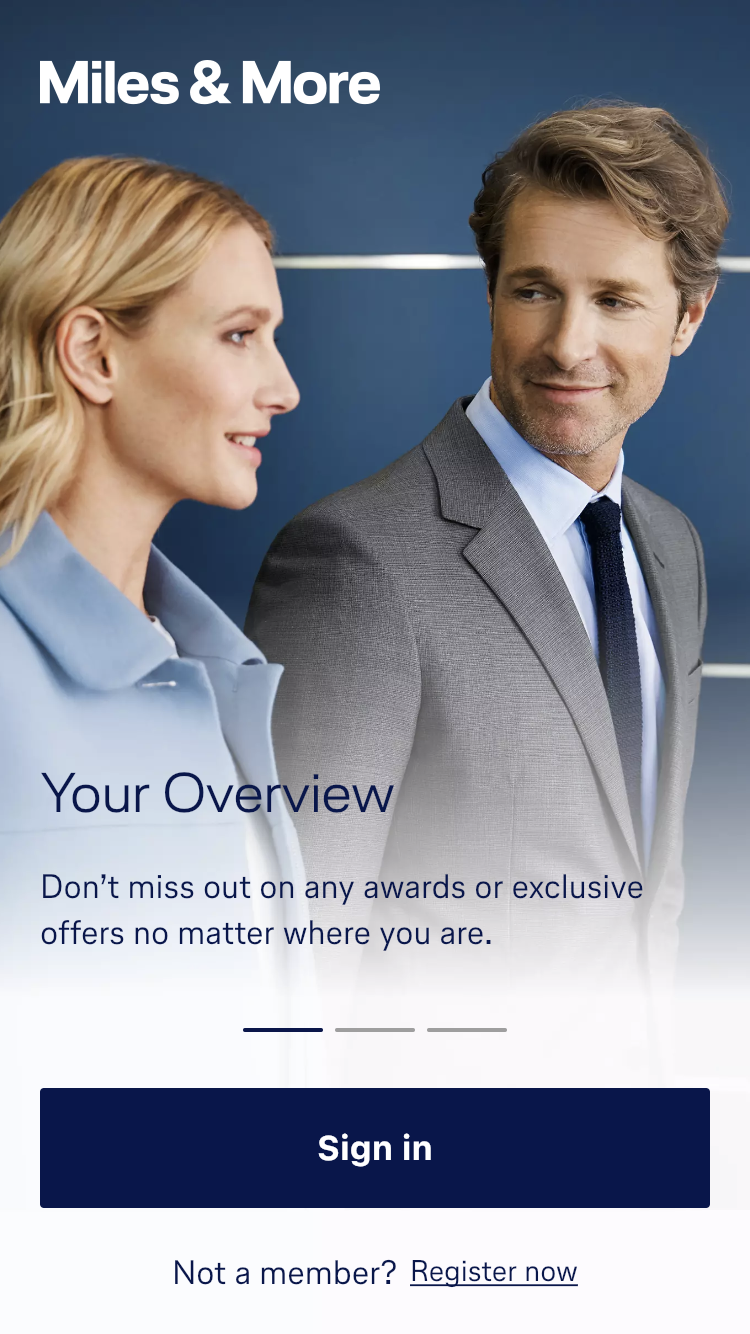 Miles & More
Your Overview
Don’t miss out on any awards or exclusive
offers no matter where you are.
Sign in
Not a member? Register now